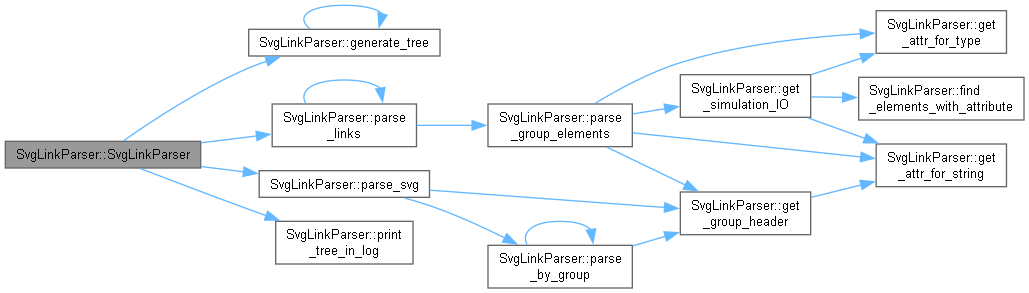 SvgLinkParser::SvgLinkParser
SvgLinkParser::generate_tree
SvgLinkParser::parse
_links
SvgLinkParser::parse_svg
SvgLinkParser::print
_tree_in_log
SvgLinkParser::parse
_group_elements
SvgLinkParser::parse
_by_group
SvgLinkParser::get
_simulation_IO
SvgLinkParser::get
_group_header
SvgLinkParser::get
_attr_for_type
SvgLinkParser::find
_elements_with_attribute
SvgLinkParser::get
_attr_for_string